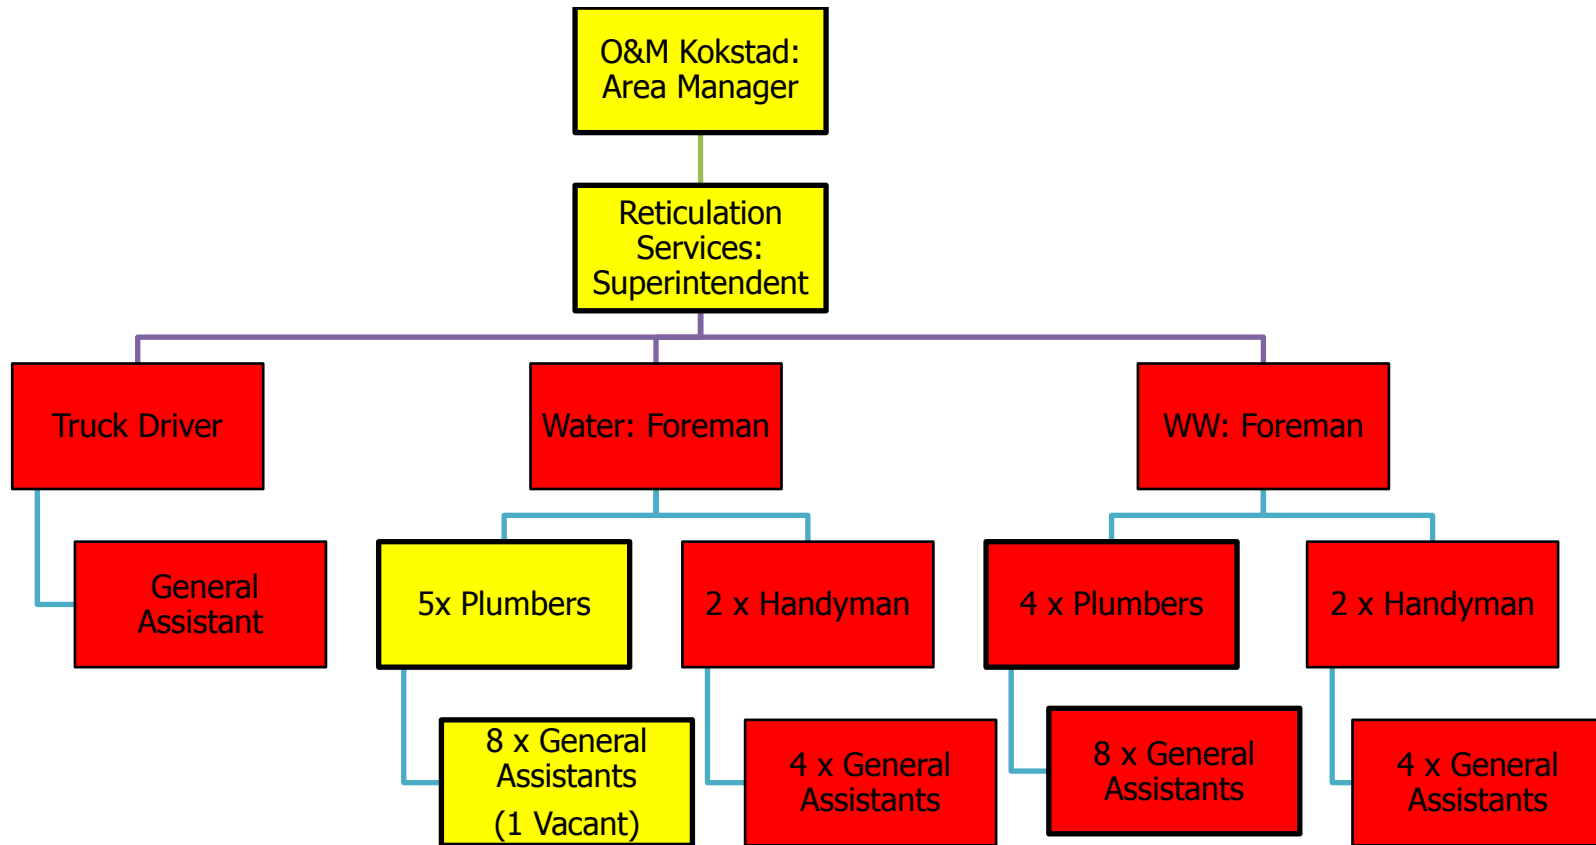 O&M Kokstad:
Area Manager
Reticulation
Services:
Superintendent
Truck Driver
Water: Foreman
WW: Foreman
General
Assistant
5x Plumbers
2 x Handyman
4 x Plumbers
2 x Handyman
8 x General
Assistants
(1 Vacant)
4 x General
Assistants
8 x General
Assistants
4 x General
Assistants